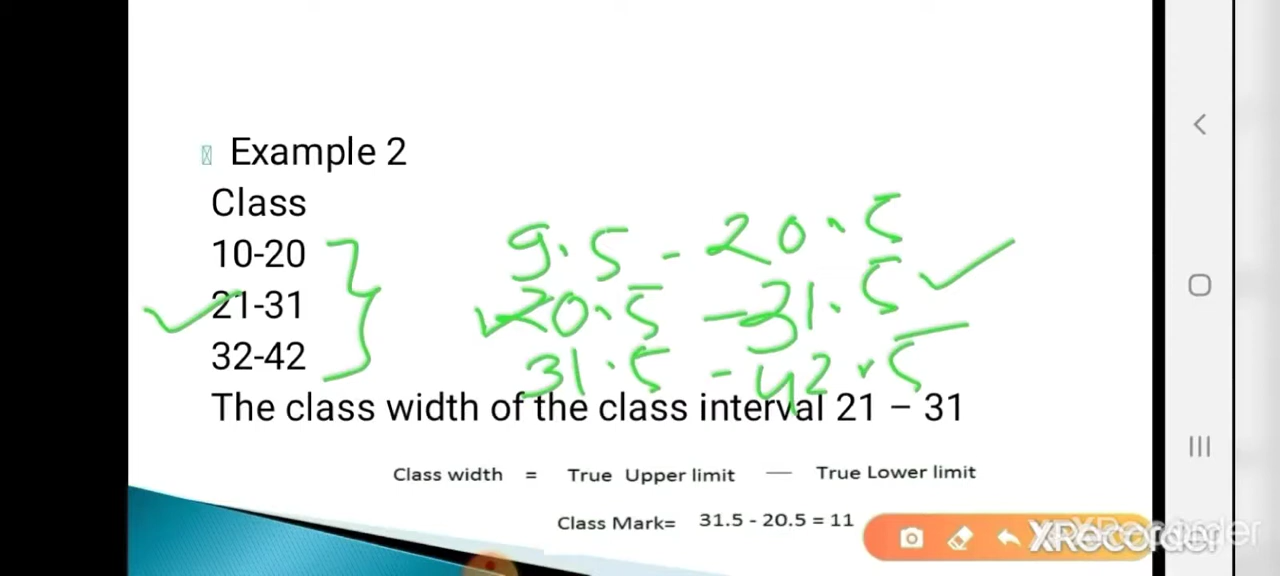 Example 2
Class
10-20
9.5 - 20.5
21-31
20.5 - 31.5
32-42
31.5 - 42.5
The class width of the class interval 21 – 31
Class width = True Upper limit — True Lower limit
Class Mark= 31.5 - 20.5 = 11
XRecorder